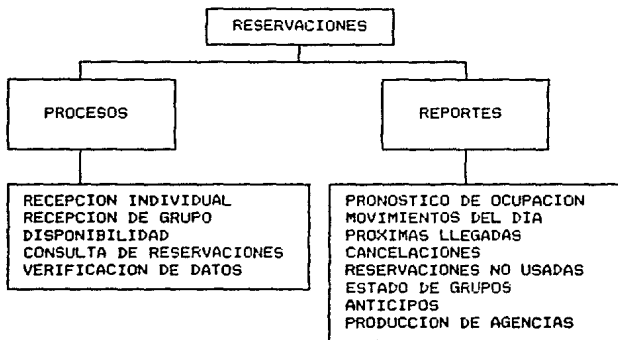 RESERVACIONES
PROCESOS
REPORTES
RECEPCION INDIVIDUAL
RECEPCION DE GRUPO
DISPONIBILIDAD
CONSULTA DE RESERVACIONES
VERIFICACION DE DATOS
PRONOSTICO DE OCUPACION
MOVIMIENTOS DEL DIA
PROXIMAS LLEGADAS
CANCELACIONES
RESERVACIONES NO USADAS
ESTADO DE GRUPOS
ANTICIPOS
PRODUCCION DE AGENCIAS